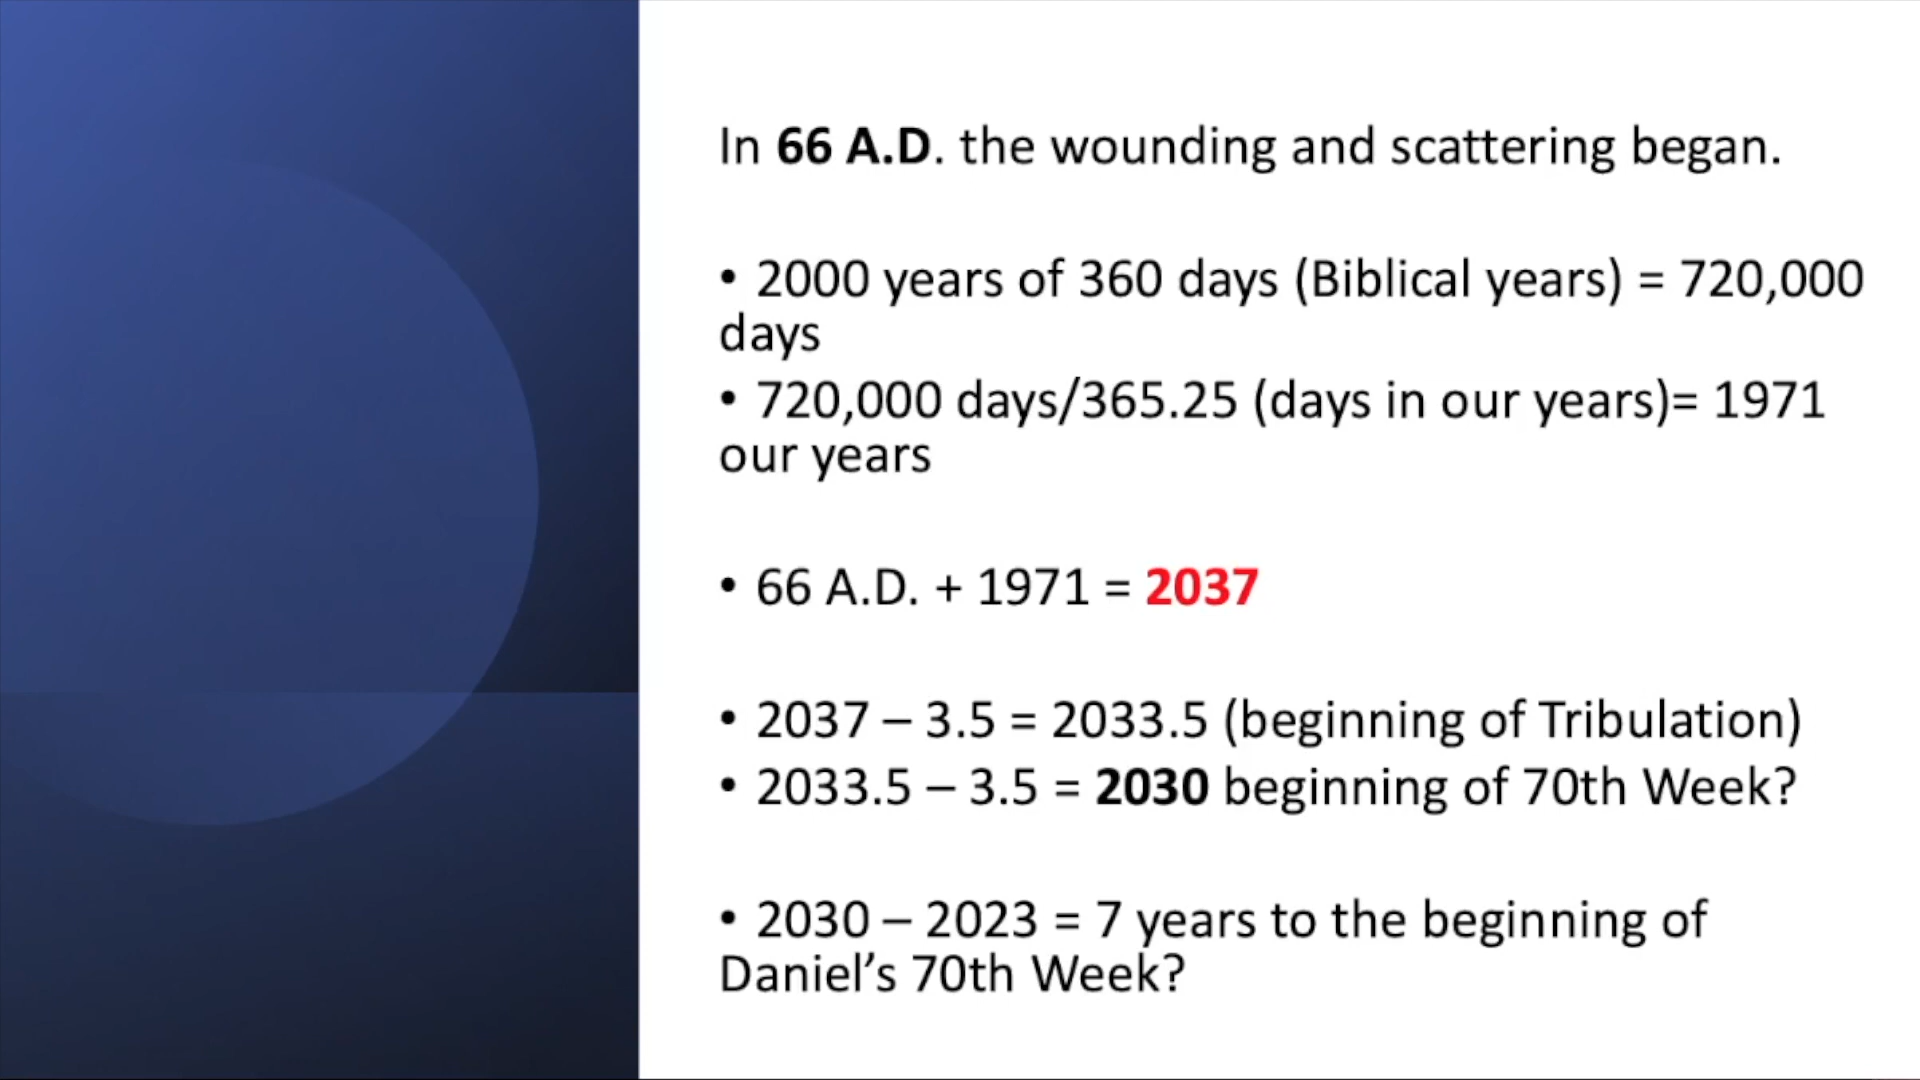 In 66 A.D. the wounding and scattering began.
• 2000 years of 360 days (Biblical years) = 720,000
days
• 720,000 days/365.25 (days in our years)= 1971
our years
• 66 A.D. + 1971 = 2037
• 2037 – 3.5 = 2033.5 (beginning of Tribulation)
• 2033.5 – 3.5 = 2030 beginning of 70th Week?
• 2030 – 2023 = 7 years to the beginning of
Daniel’s 70th Week?